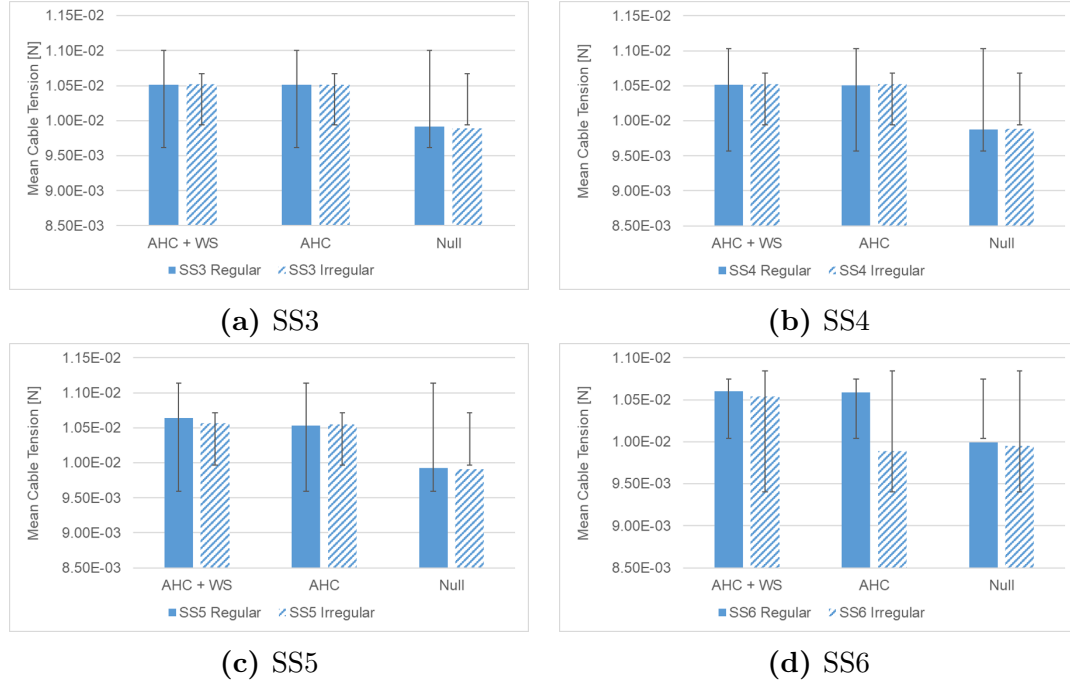 Mean Cable Tension [N]
1.15E-02
1.10E-02
1.05E-02
1.00E-02
9.50E-03
9.00E-03
8.50E-03
AHC + WS AHC Null
SS3 Regular SS3 Irregular
(a) SS3
Mean Cable Tension [N]
1.15E-02
1.10E-02
1.05E-02
1.00E-02
9.50E-03
9.00E-03
8.50E-03
AHC + WS AHC Null
SS4 Regular SS4 Irregular
(b) SS4
Mean Cable Tension [N]
1.15E-02
1.10E-02
1.05E-02
1.00E-02
9.50E-03
9.00E-03
8.50E-03
AHC + WS AHC Null
SS5 Regular SS5 Irregular
(c) SS5
Mean Cable Tension [N]
1.10E-02
1.05E-02
1.00E-02
9.50E-03
9.00E-03
8.50E-03
AHC + WS AHC Null
SS6 Regular SS6 Irregular
(d) SS6